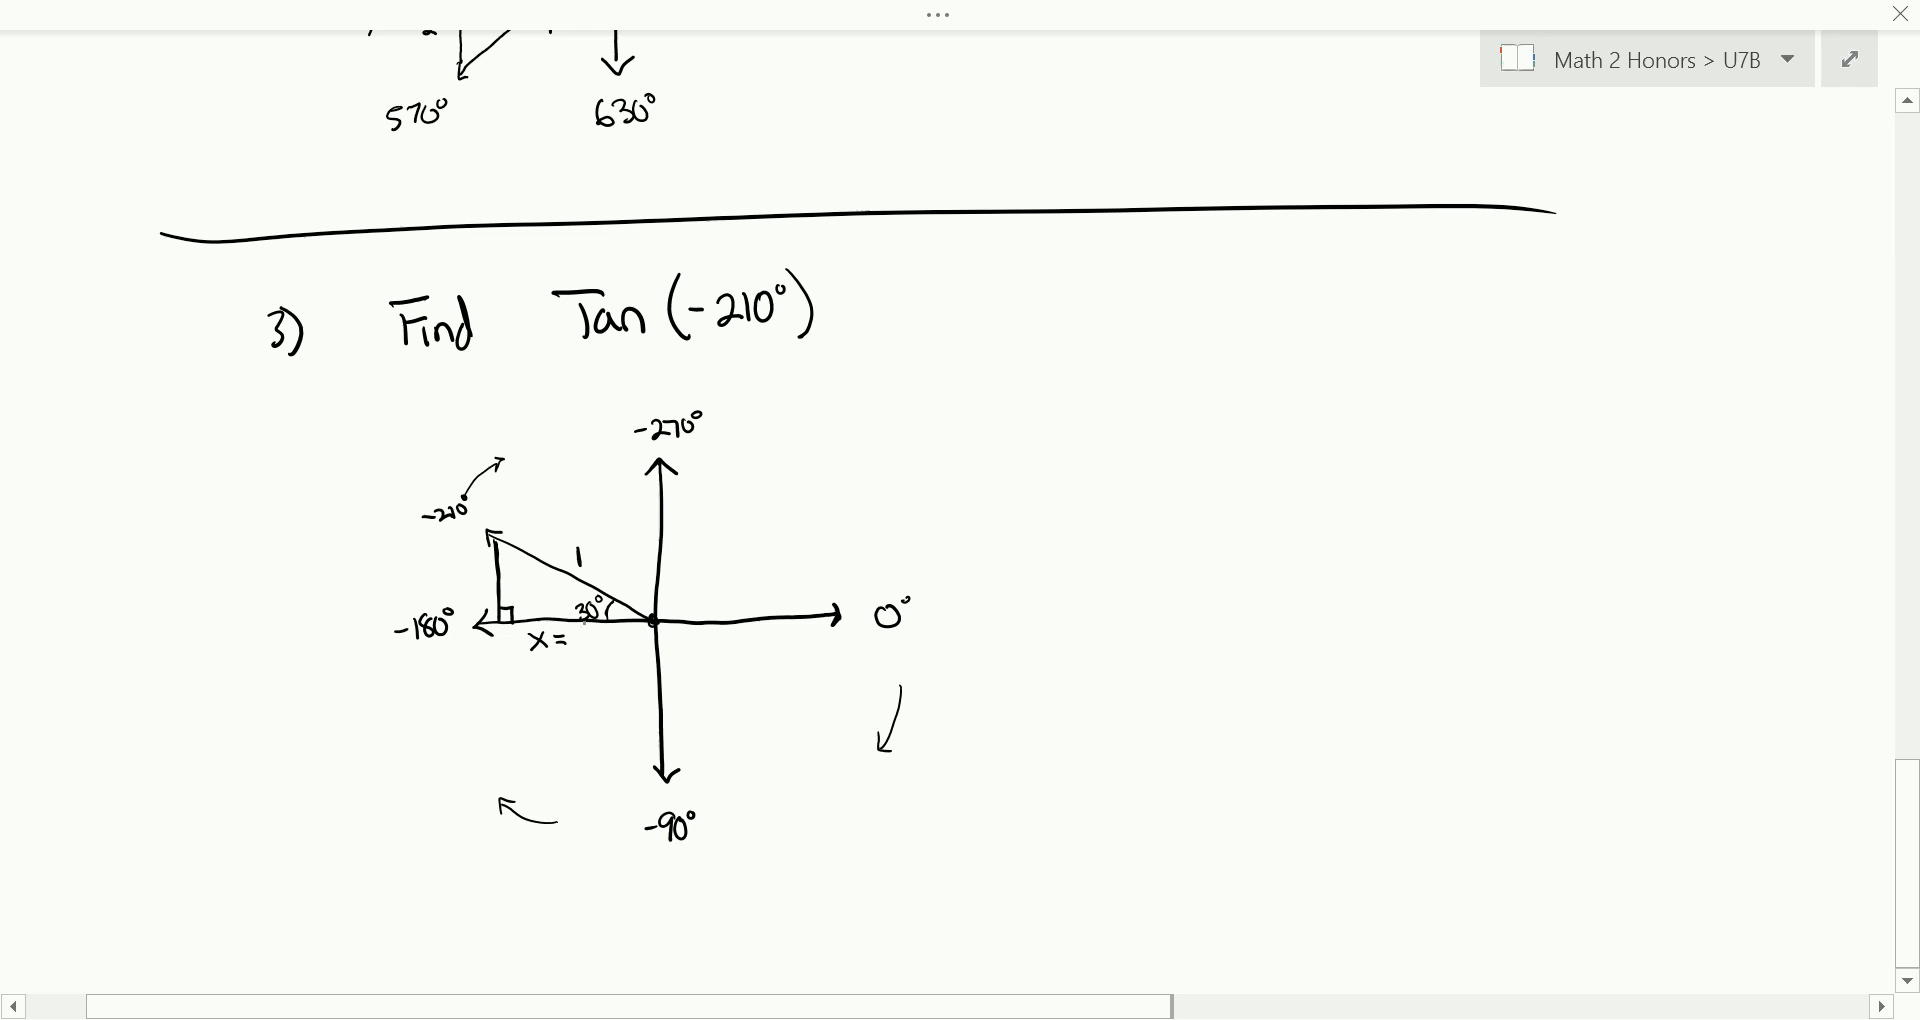 Math 2 Honors > U7B
570° 630°
3) Find Tan (-210°)
-270°
-210°
1
30°
-180° 0°
x =
-90°